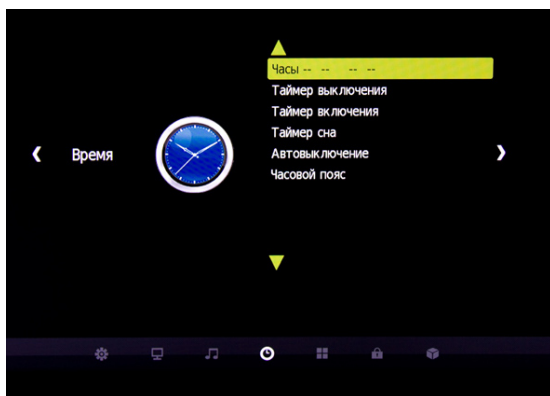 Часы -- -- -- --
Таймер выключения
Таймер включения
Таймер сна
Время
Автовыключение
Часовой пояс